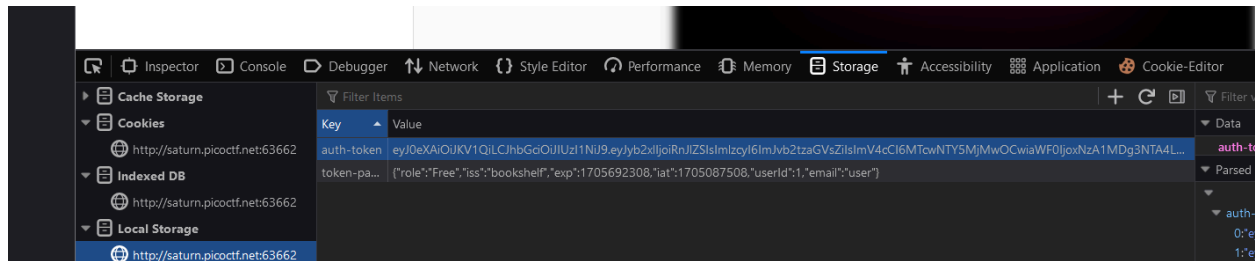 Inspector Console Debugger Network Style Editor Performance Memory Storage Accessibility Application Cookie-Editor
Cache Storage Filter Items Filter v
Cookies Key Value Data
http://saturn.picoctf.net:63662 auth-token eyJ0eXAiOiJKV1QiLCJhbGciOiJIUzI1NiJ9.eyJyb2xlIjoiRnJlZSIsImlzcyI6ImJvb2tzaGVsZiIsImV4cCI6MTcwNTY5MjMwOCwiaWF0IjoxNzA1MDg3NTA4L... auth-to
Indexed DB token-pa... {"role":"Free","iss":"bookshelf","exp":1705692308,"iat":1705087508,"userId":1,"email":"user"} Parsed
http://saturn.picoctf.net:63662
Local Storage auth-
http://saturn.picoctf.net:63662 0:"e
1:"e